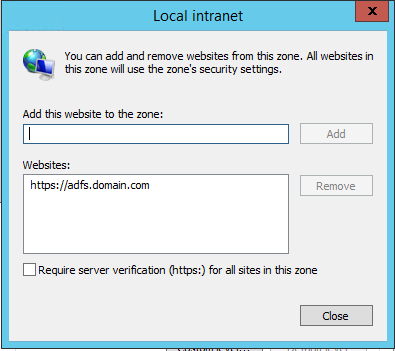 Local intranet
x
You can add and remove websites from this zone. All websites in
this zone will use the zone's security settings.
Add this website to the zone:
Add
Websites:
https://adfs.domain.com
Remove
Require server verification (https:) for all sites in this zone
Close